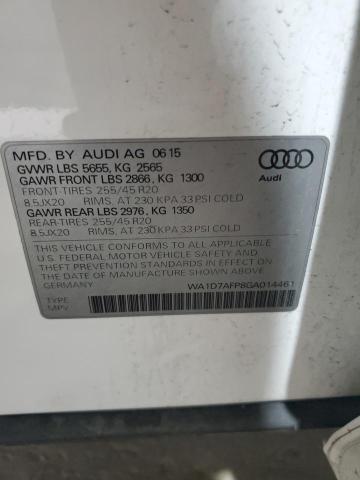 MFD. BY AUDI AG 06 15
GVWR LBS 5655, KG 2565
GAWR FRONT LBS 2866, KG 1300
FRONT-TIRES 255/45 R20
8.5JX20 RIMS, AT 230 KPA 33 PSI COLD
GAWR REAR LBS 2976, KG 1350
REAR-TIRES 255/45 R20
8.5JX20 RIMS, AT 230 KPA 33 PSI COLD
Audi
THIS VEHICLE CONFORMS TO ALL APPLICABLE
U.S. FEDERAL MOTOR VEHICLE SAFETY AND
THEFT PREVENTION STANDARDS IN EFFECT ON
THE DATE OF MANUFACTURE SHOWN ABOVE.
TYPE: WA1D7AFP8GA014461
MPV MADE IN GERMANY